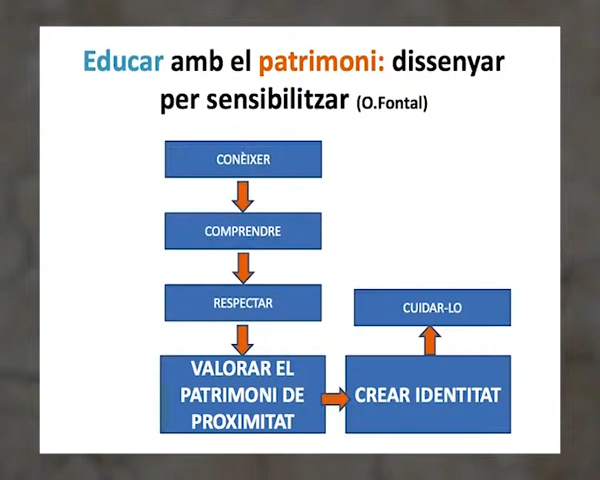 Educar amb el patrimoni: dissenyar
per sensibilitzar (O.Fontal)
CONÈIXER
COMPRENDRE
RESPECTAR
VALORAR EL
PATRIMONI DE
PROXIMITAT
CREAR IDENTITAT
CUIDAR-LO